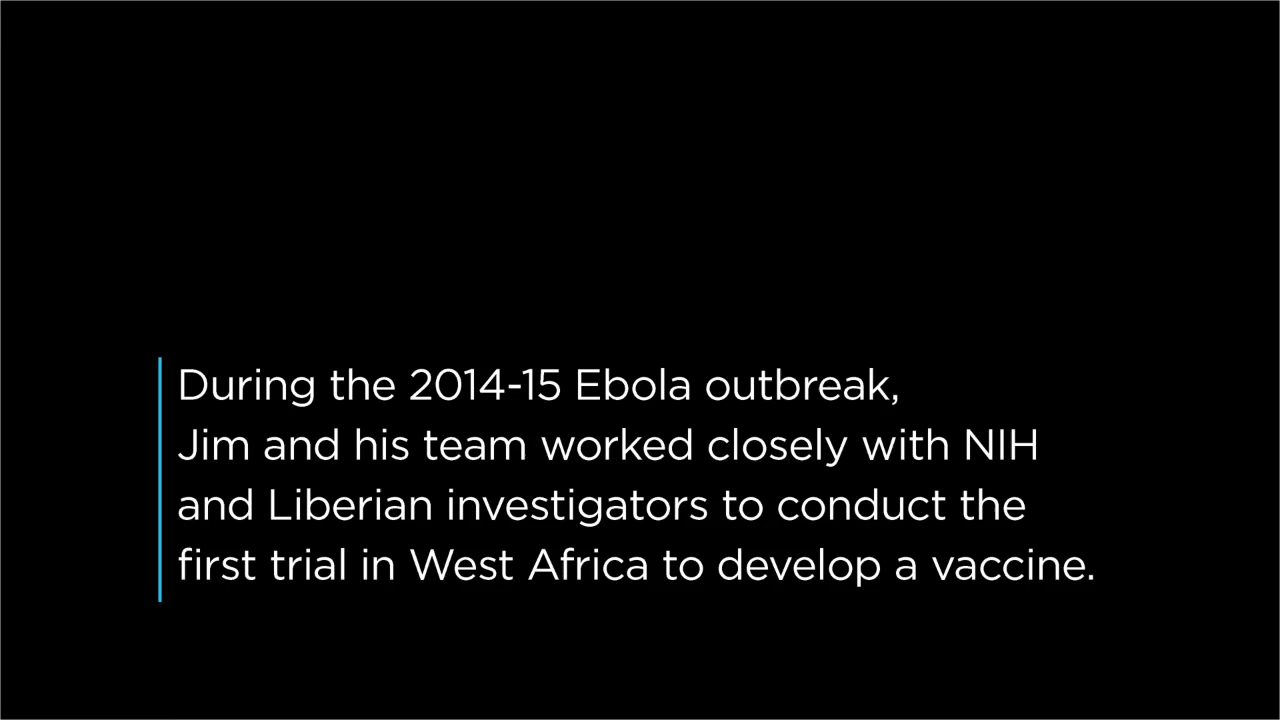 During the 2014-15 Ebola outbreak,
Jim and his team worked closely with NIH
and Liberian investigators to conduct the
first trial in West Africa to develop a vaccine.